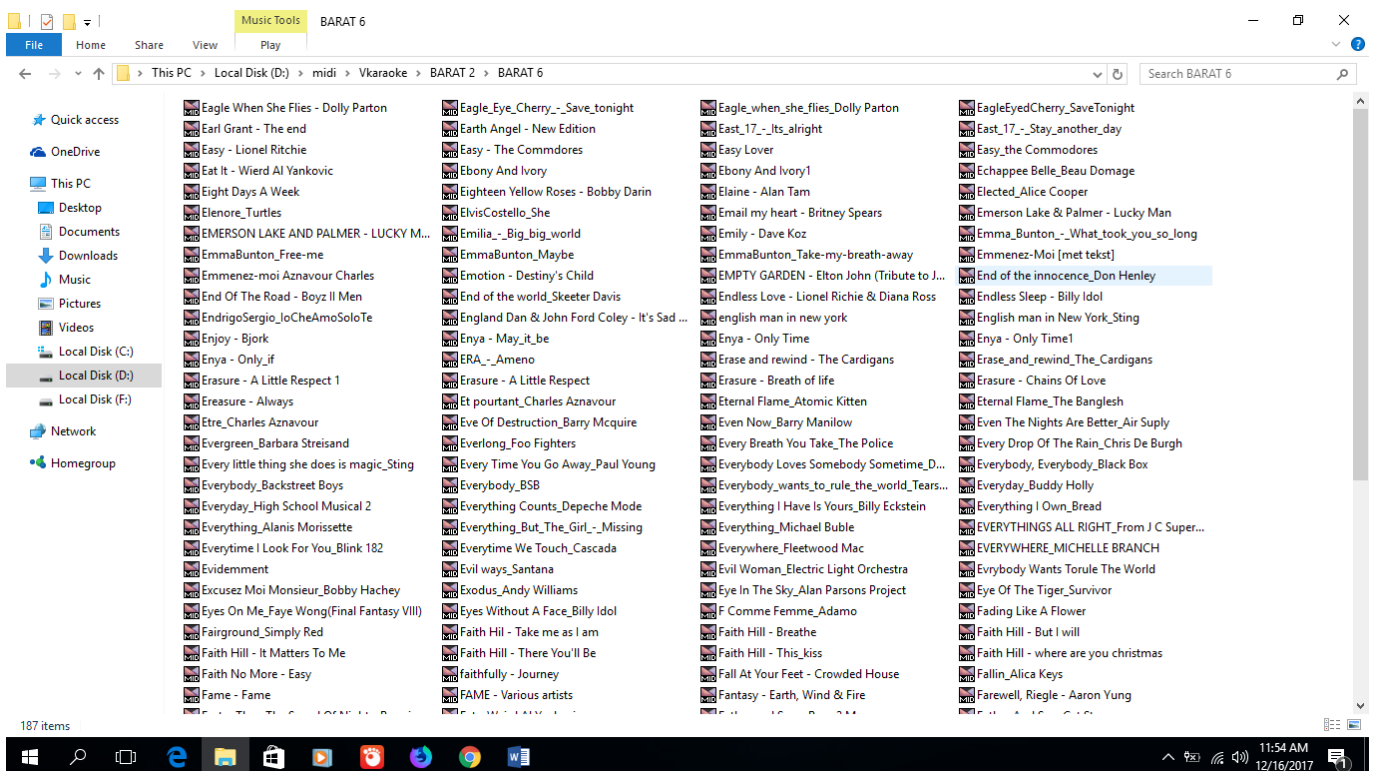 Music Tools BARAT 6
File Home Share View Play
This PC > Local Disk (D:) > midi > Vkaraoke > BARAT 2 > BARAT 6 Search BARAT 6
Quick access
OneDrive
This PC
Desktop
Documents
Downloads
Music
Pictures
Videos
Local Disk (C:)
Local Disk (D:)
Local Disk (F:)
Network
Homegroup
Eagle When She Flies - Dolly Parton Eagle_Eye_Cherry_-_Save_tonight Eagle_when_she_flies_Dolly Parton EagleEyedCherry_SaveTonight
Earl Grant - The end Earth Angel - New Edition East_17_-_Its_alright East_17_-_Stay_another_day
Easy - Lionel Ritchie Easy - The Commdores Easy Lover Easy_the Commodores
Eat It - Wierd Al Yankovic Ebony And Ivory Ebony And Ivory1 Echappee Belle_Beau Domage
Eight Days A Week Eighteen Yellow Roses - Bobby Darin Elaine - Alan Tam Elected_Alice Cooper
Elenore_Turtles ElvisCostello_She Email my heart - Britney Spears Emerson Lake & Palmer - Lucky Man
EMERSON LAKE AND PALMER - LUCKY M... Emilia_-_Big_big_world Emily - Dave Koz Emma_Bunton_-_What_took_you_so_long
EmmaBunton_Free-me EmmaBunton_Maybe EmmaBunton_Take-my-breath-away Emmenez-Moi [met tekst]
Emmenez-moi Aznavour Charles Emotion - Destiny's Child EMPTY GARDEN - Elton John (Tribute to J... End of the innocence_Don Henley
End Of The Road - Boyz II Men End of the world_Skeeter Davis Endless Love - Lionel Richie & Diana Ross Endless Sleep - Billy Idol
EndrigoSergio_IoCheAmoSoloTe England Dan & John Ford Coley - It's Sad ... english man in new york English man in New York_Sting
Enjoy - Bjork Enya - May_it_be Enya - Only Time Enya - Only Time1
Enya - Only_if ERA_-_Ameno Erase and rewind - The Cardigans Erase_and_rewind_The_Cardigans
Erasure - A Little Respect 1 Erasure - A Little Respect Erasure - Breath of life Erasure - Chains Of Love
Ereasure - Always Et pourtant_Charles Aznavour Eternal Flame_Atomic Kitten Eternal Flame_The Banglesh
Etre_Charles Aznavour Eve Of Destruction_Barry Mcquire Even Now_Barry Manilow Even The Nights Are Better_Air Suply
Evergreen_Barbara Streisand Everlong_Foo Fighters Every Breath You Take_The Police Every Drop Of The Rain_Chris De Burgh
Every little thing she does is magic_Sting Every Time You Go Away_Paul Young Everybody Loves Somebody Sometime_D... Everybody, Everybody_Black Box
Everybody_Backstreet Boys Everybody_BSB Everybody_wants_to_rule_the_world_Tears... Everyday_Buddy Holly
Everyday_High School Musical 2 Everything Counts_Depeche Mode Everything I Have Is Yours_Billy Eckstein Everything I Own_Bread
Everything_Alanis Morissette Everything_But_The_Girl_-_Missing Everything_Michael Buble EVERYTHINGS ALL RIGHT_From J C Super...
Everytime I Look For You_Blink 182 Everytime We Touch_Cascada Everywhere_Fleetwood Mac EVERYWHERE_MICHELLE BRANCH
Evidemment Evil ways_Santana Evil Woman_Electric Light Orchestra Evrybody Wants Torule The World
Excusez Moi Monsieur_Bobby Hachey Exodus_Andy Williams Eye In The Sky_Alan Parsons Project Eye Of The Tiger_Survivor
Eyes On Me_Faye Wong(Final Fantasy VIII) Eyes Without A Face_Billy Idol F Comme Femme_Adamo Fading Like A Flower
Fairground_Simply Red Faith Hil - Take me as I am Faith Hill - Breathe Faith Hill - But I will
Faith Hill - It Matters To Me Faith Hill - There You'll Be Faith Hill - This_kiss Faith Hill - where are you christmas
Faith No More - Easy faithfully - Journey Fall At Your Feet - Crowded House Fallin_Alica Keys
Fame - Fame FAME - Various artists Fantasy - Earth, Wind & Fire Farewell, Riegle - Aaron Yung
187 items
11:54 AM
12/16/2017